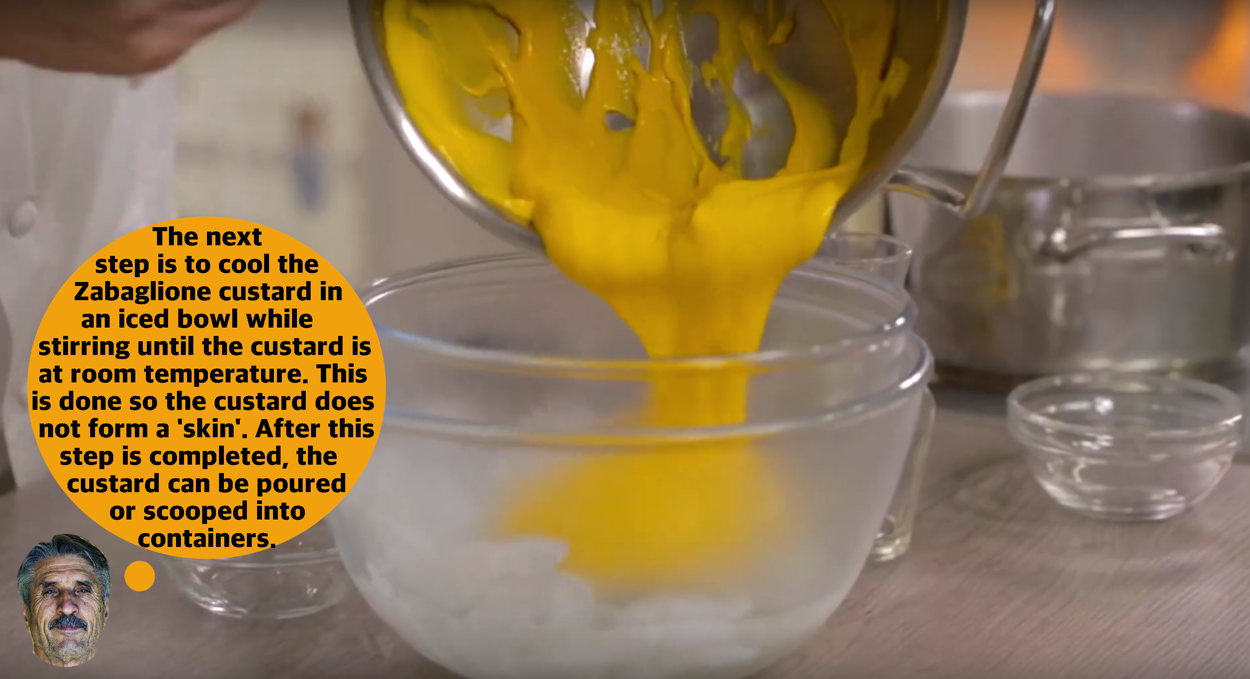 The next
step is to cool the
Zabaglione custard in
an iced bowl while
stirring until the custard is
at room temperature. This
is done so the custard does
not form a 'skin'. After this
step is completed, the
custard can be poured
or scooped into
containers.